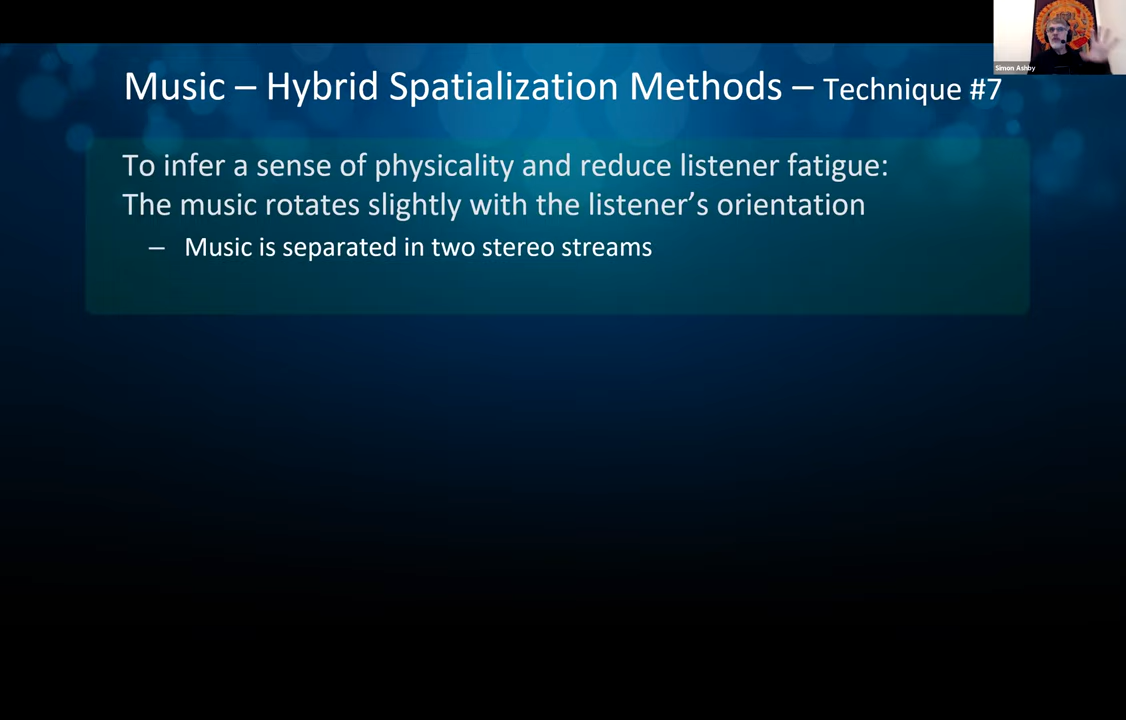 Music – Hybrid Spatialization Methods – Technique #7
Simon Ashby
To infer a sense of physicality and reduce listener fatigue:
The music rotates slightly with the listener’s orientation
– Music is separated in two stereo streams